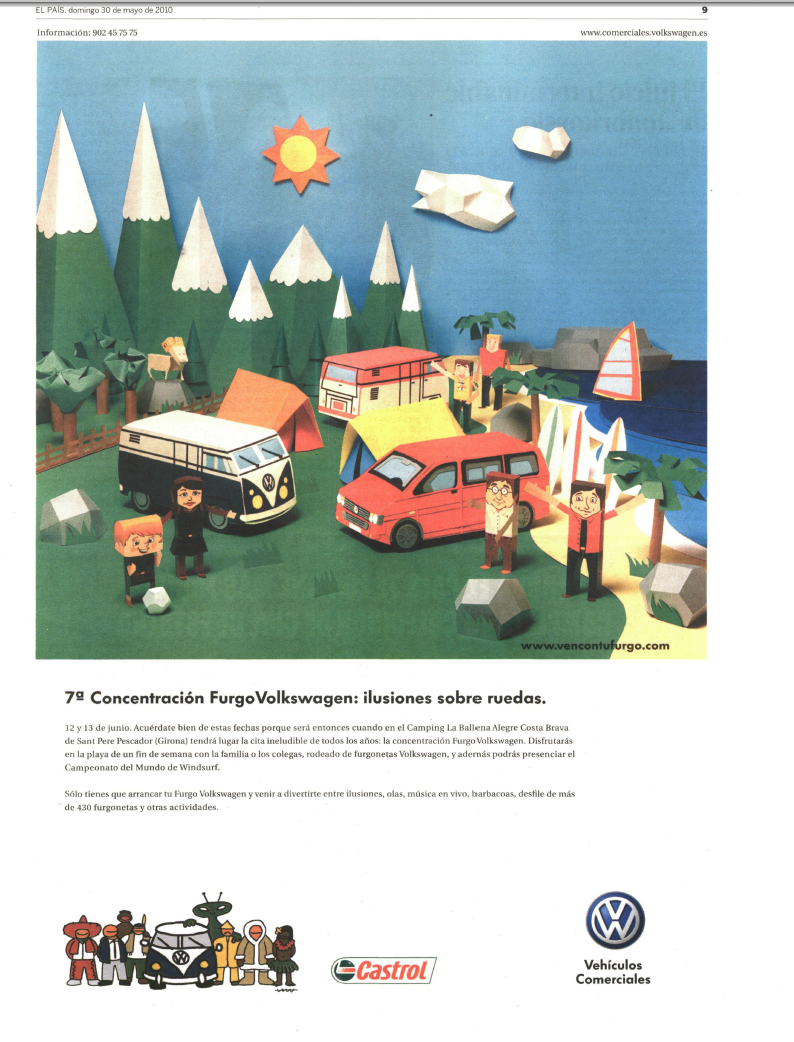 EL PAÍS, domingo 30 de mayo de 2010
9
Información: 902 45 75 75
www.comerciales.volkswagen.es
www.vencontufurgo.com
7ª Concentración FurgoVolkswagen: ilusiones sobre ruedas.
12 y 13 de junio. Acuérdate bien de estas fechas porque será entonces cuando en el Camping La Ballena Alegre Costa Brava
de Sant Pere Pescador (Girona) tendrá lugar la cita ineludible de todos los años: la concentración FurgoVolkswagen. Disfrutarás
en la playa de un fin de semana con la familia o los colegas, rodeado de furgonetas Volkswagen, y además podrás presenciar el
Campeonato del Mundo de Windsurf.
Sólo tienes que arrancar tu Furgo Volkswagen y venir a divertirte entre ilusiones, olas, música en vivo, barbacoas, desfile de más
de 430 furgonetas y otras actividades.
Castrol
Vehículos
Comerciales